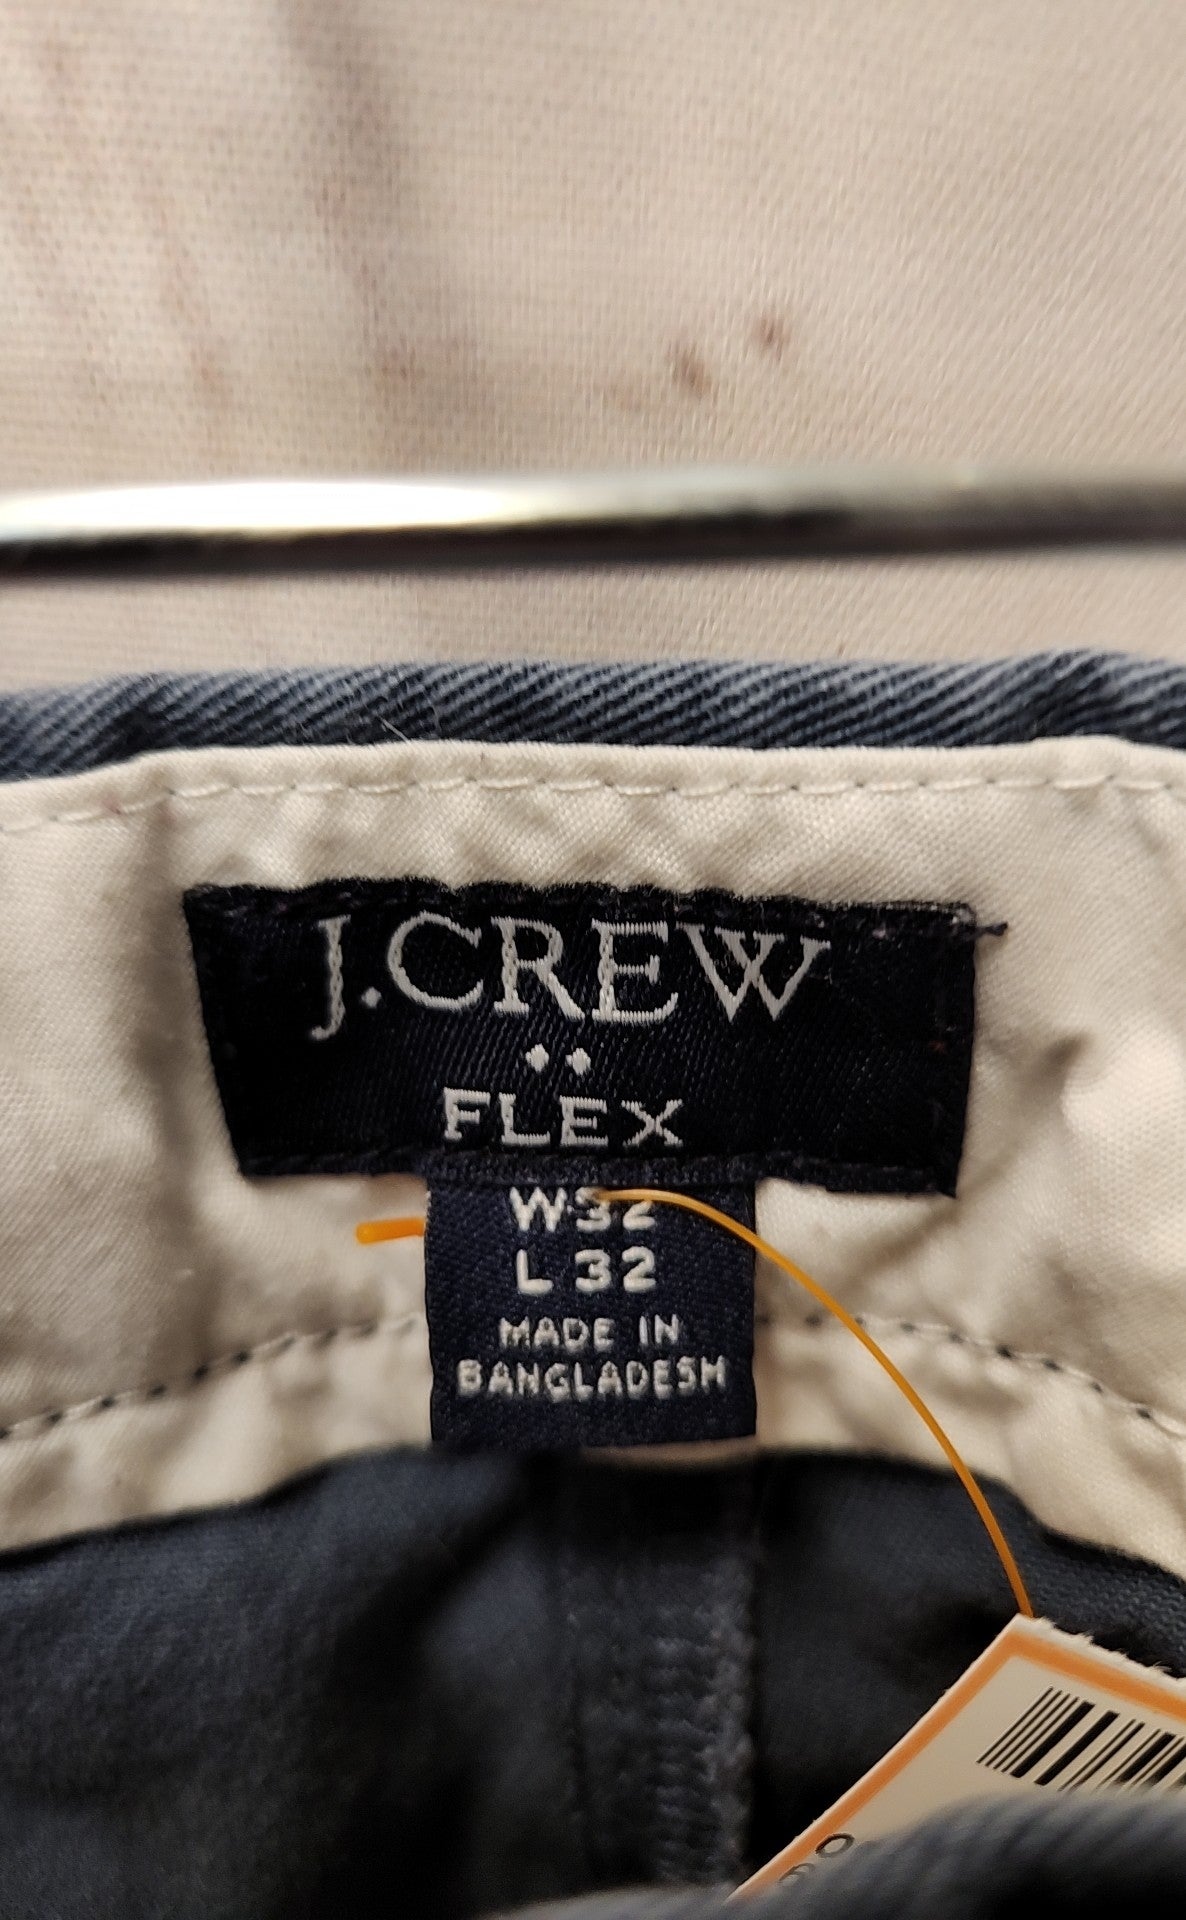 J.CREW
FLEX
W32
L 32
MADE IN
BANGLADESH